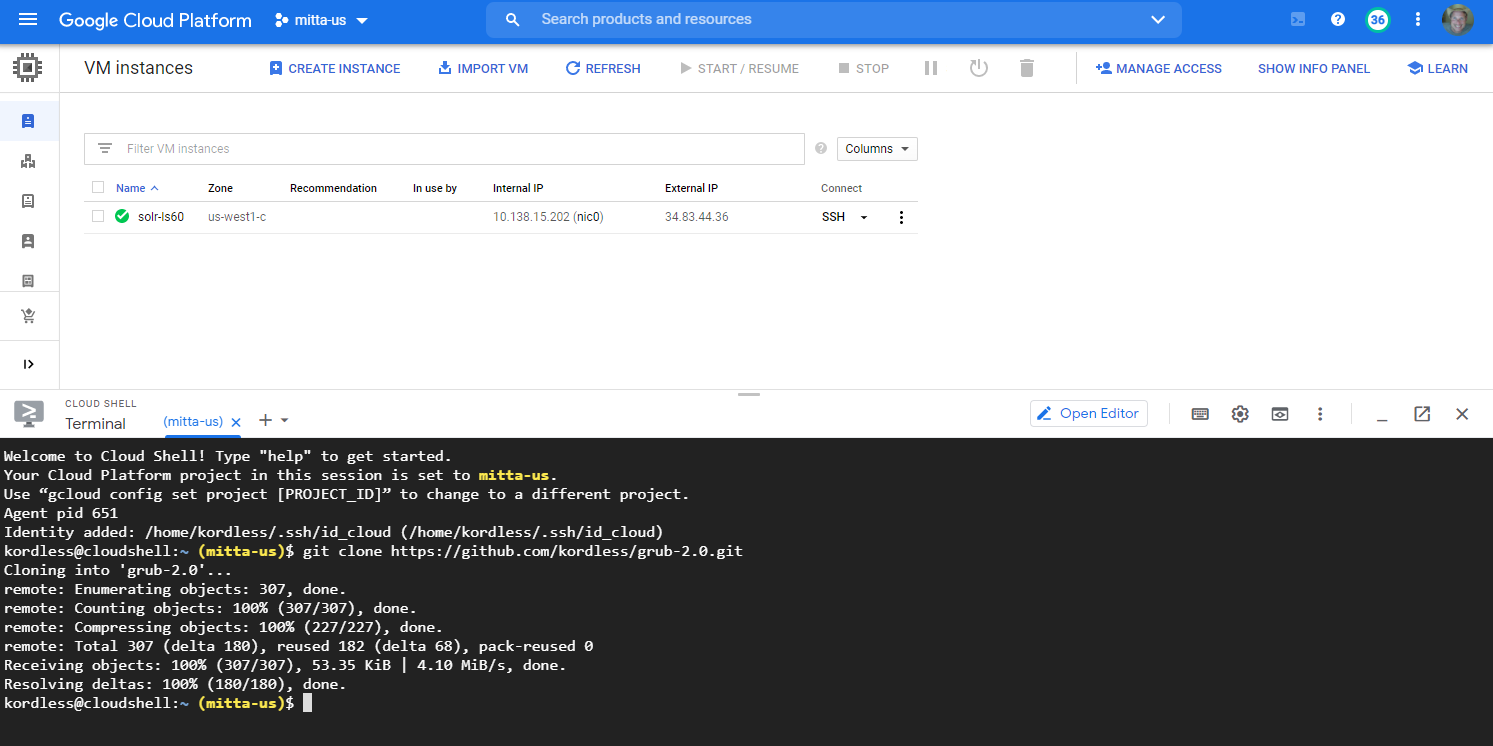 Google Cloud Platform mitta-us Search products and resources 36
VM instances CREATE INSTANCE IMPORT VM REFRESH START / RESUME STOP MANAGE ACCESS SHOW INFO PANEL LEARN
Filter VM instances Columns
Name Zone Recommendation In use by Internal IP External IP Connect
solr-ls60 us-west1-c 10.138.15.202 (nic0) 34.83.44.36 SSH
CLOUD SHELL
Terminal (mitta-us) Open Editor
Welcome to Cloud Shell! Type "help" to get started.
Your Cloud Platform project in this session is set to mitta-us.
Use “gcloud config set project [PROJECT_ID]” to change to a different project.
Agent pid 651
Identity added: /home/kordless/.ssh/id_cloud (/home/kordless/.ssh/id_cloud)
kordless@cloudshell:~ (mitta-us)$ git clone https://github.com/kordless/grub-2.0.git
Cloning into 'grub-2.0'...
remote: Enumerating objects: 307, done.
remote: Counting objects: 100% (307/307), done.
remote: Compressing objects: 100% (227/227), done.
remote: Total 307 (delta 180), reused 182 (delta 68), pack-reused 0
Receiving objects: 100% (307/307), 53.35 KiB | 4.10 MiB/s, done.
Resolving deltas: 100% (180/180), done.
kordless@cloudshell:~ (mitta-us)$